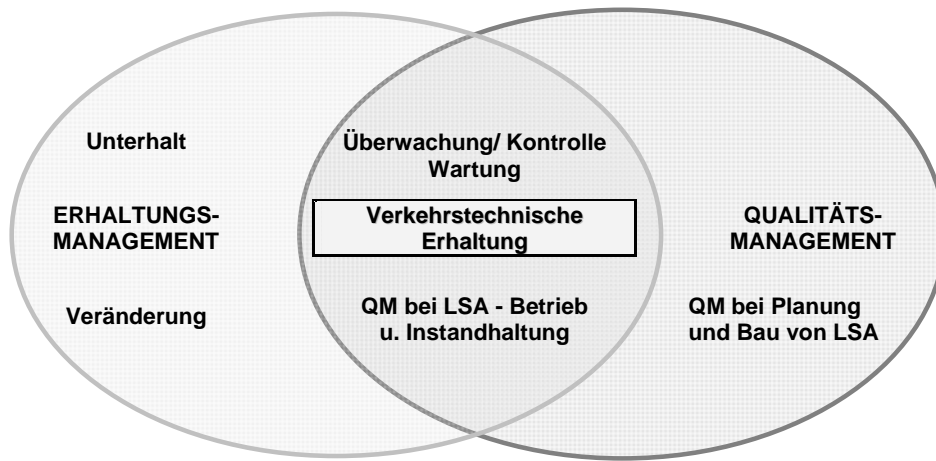 Unterhalt
Überwachung/ Kontrolle
Wartung
ERHALTUNGS-
MANAGEMENT
Verkehrstechnische
Erhaltung
QUALITÄTS-
MANAGEMENT
Veränderung
QM bei LSA - Betrieb
u. Instandhaltung
QM bei Planung
und Bau von LSA